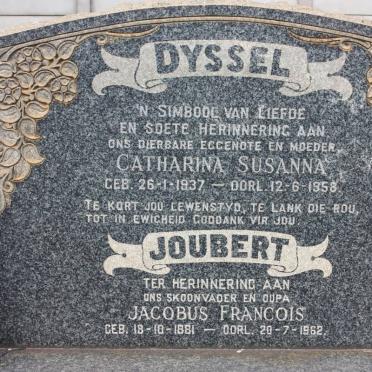 DYSSEL
'N SIMBOOL VAN LIEFDE
EN SOETE HERINNERING AAN
ONS DIERBARE EGGENOTE EN MOEDER,
CATHARINA SUSANNA
GEB. 26-1-1937 — OORL. 12-6-1958.
TE KORT JOU LEWENSTYD, TE LANK DIE ROU,
TOT IN EWIGHEID GODDANK VIR JOU.
JOUBERT
TER HERINNERING AAN
ONS SKOONVADER EN OUPA
JACOBUS FRANCOIS
GEB. 18-10-1881 — OORL. 29-7-1962.